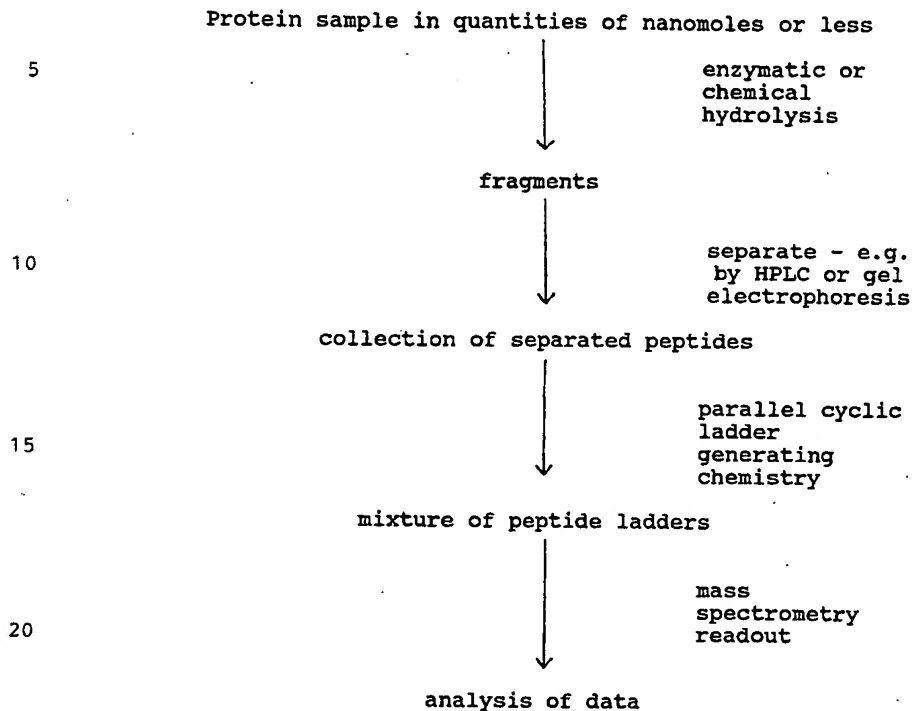 Protein sample in quantities of nanomoles or less
5
enzymatic or
chemical
hydrolysis
fragments
10
separate - e.g.
by HPLC or gel
electrophoresis
collection of separated peptides
15
parallel cyclic
ladder
generating
chemistry
mixture of peptide ladders
20
mass
spectrometry
readout
analysis of data